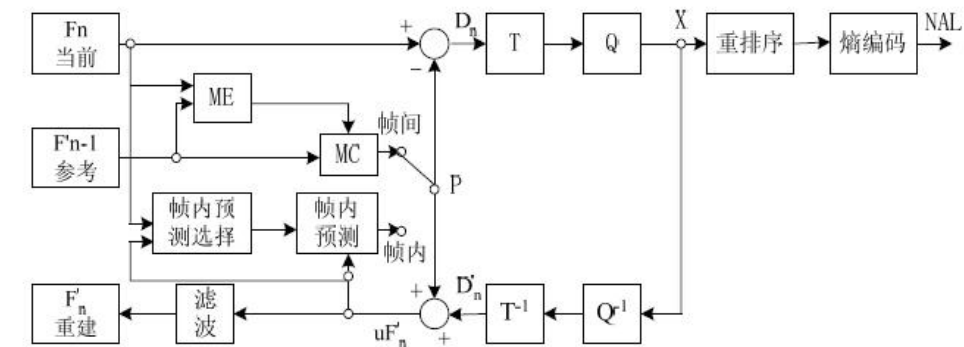 Fn
当前
+
-
Dn
T
Q
X
重排序
熵编码
NAL
ME
F'n-1
参考
MC
帧间
P
帧内预
测选择
帧内
预测
帧内
F'n
重建
滤
波
uF'n
+
+
D'n
T-1
Q-1